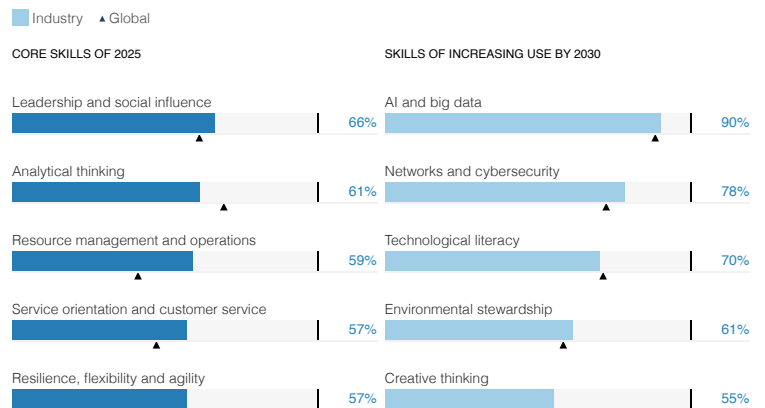 Industry Global
CORE SKILLS OF 2025
Leadership and social influence
66%
Analytical thinking
61%
Resource management and operations
59%
Service orientation and customer service
57%
Resilience, flexibility and agility
57%
SKILLS OF INCREASING USE BY 2030
AI and big data
90%
Networks and cybersecurity
78%
Technological literacy
70%
Environmental stewardship
61%
Creative thinking
55%